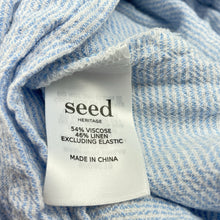 seed
HERITAGE
54% VISCOSE
46% LINEN
EXCLUDING ELASTIC
MADE IN CHINA